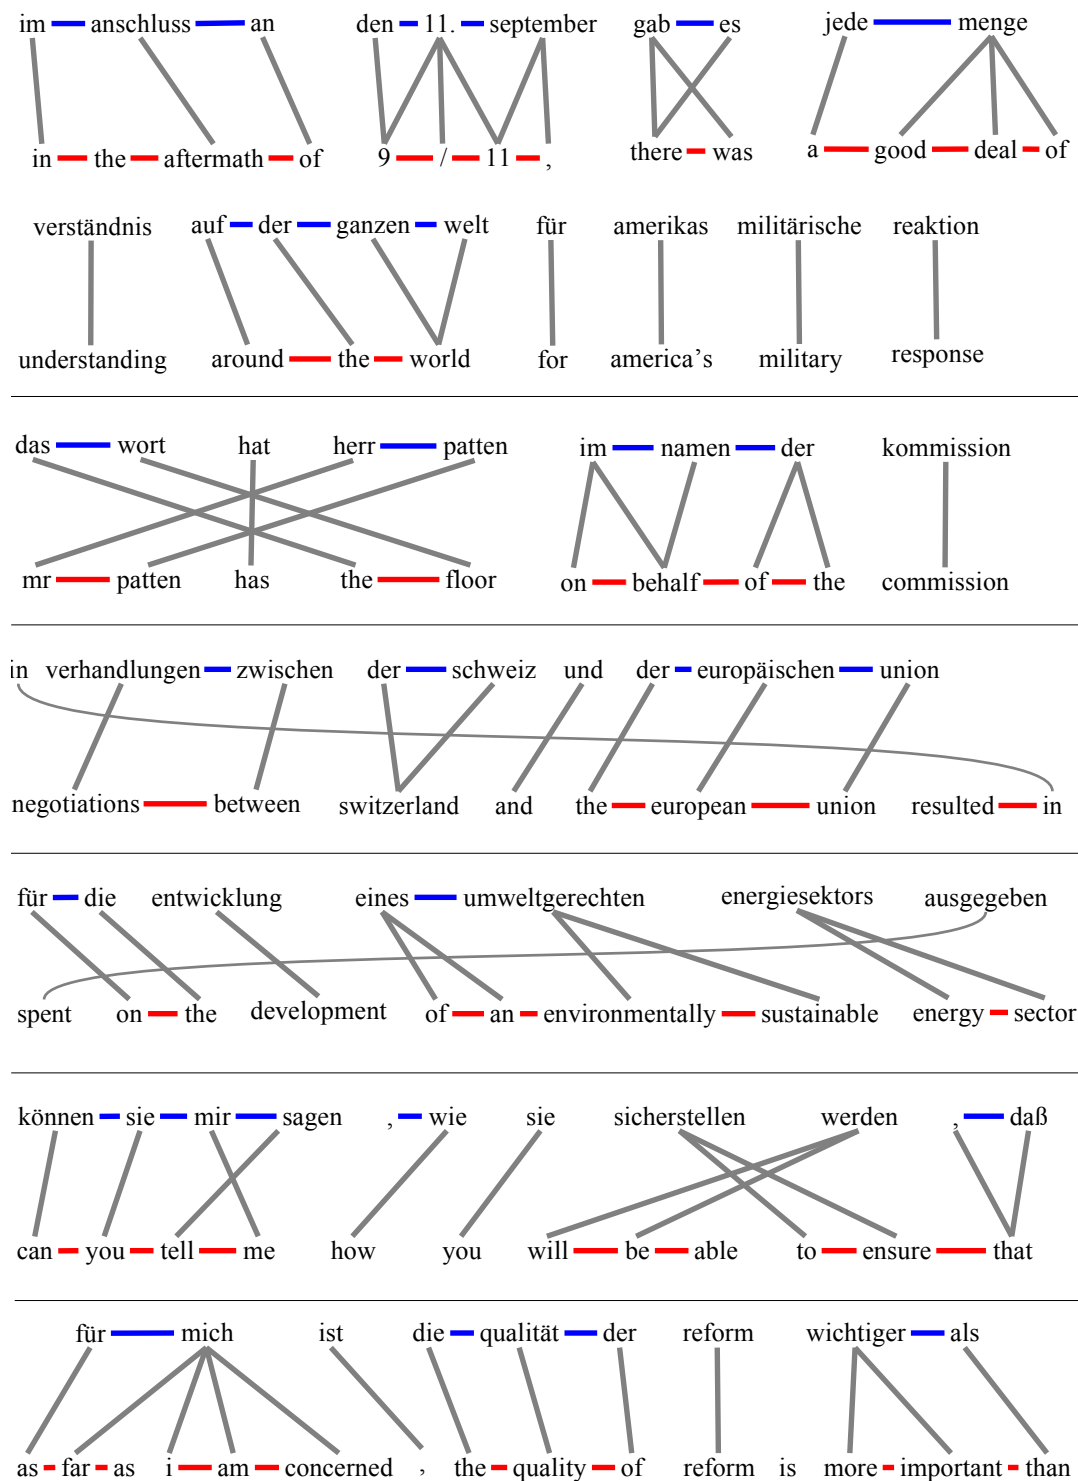 im anschluss an den 11. september gab es jede menge
in the aftermath of 9 / 11 , there was a good deal of
verständnis auf der ganzen welt für amerikas militärische reaktion
understanding around the world for america's military response
das wort hat herr patten im namen der kommission
mr patten has the floor on behalf of the commission
in verhandlungen zwischen der schweiz und der europäischen union
negotiations between switzerland and the european union resulted in
für die entwicklung eines umweltgerechten energiesektors ausgegeben
spent on the development of an environmentally sustainable energy sector
können sie mir sagen , wie sie sicherstellen werden , daß
can you tell me how you will be able to ensure that
für mich ist die qualität der reform wichtiger als
as far as i am concerned , the quality of reform is more important than